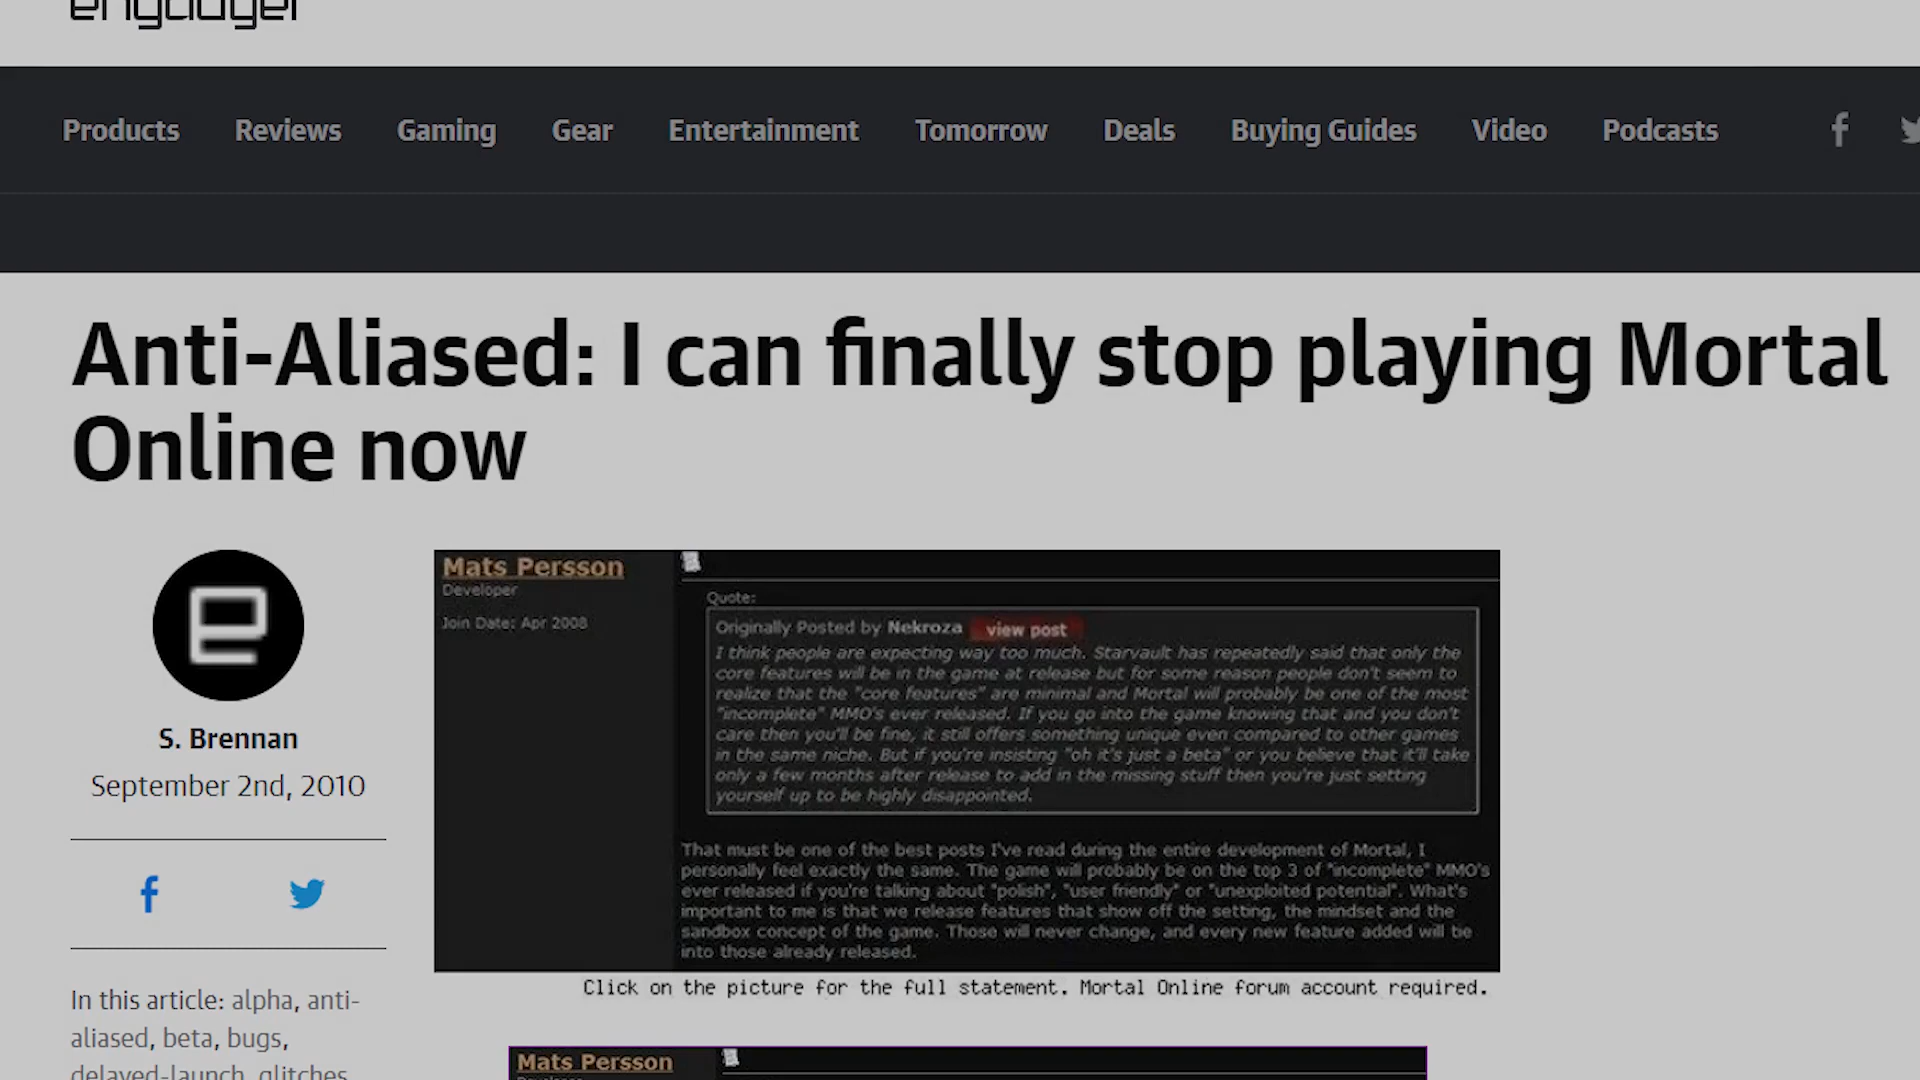 engadget
Products Reviews Gaming Gear Entertainment Tomorrow Deals Buying Guides Video Podcasts
Anti-Aliased: I can finally stop playing Mortal
Online now
S. Brennan
September 2nd, 2010
In this article: alpha, anti-
aliased, beta, bugs,
delayed-launch, glitches
Mats Persson
Developer
Join Date: Apr 2008
Quote:
Originally Posted by Nekroza view post
I think people are expecting way too much. Starvault has repeatedly said that only the
core features will be in the game at release but for some reason people don't seem to
realize that the "core features" are minimal and Mortal will probably be one of the most
"incomplete" MMO's ever released. If you go into the game knowing that and you don't
care then you'll be fine, it still offers something unique even compared to other games
in the same niche. But if you're insisting "oh it's just a beta" or you believe that it'll take
only a few months after release to add in the missing stuff then you're just setting
yourself up to be highly disappointed.
That must be one of the best posts I've read during the entire development of Mortal, I
personally feel exactly the same. The game will probably be on the top 3 of "incomplete" MMO's
ever released if you're talking about "polish", "user friendly" or "unexploited potential". What's
important to me is that we release features that show off the setting, the mindset and the
sandbox concept of the game. Those will never change, and every new feature added will tie
into those already released.
Click on the picture for the full statement. Mortal Online forum account required.
Mats Persson